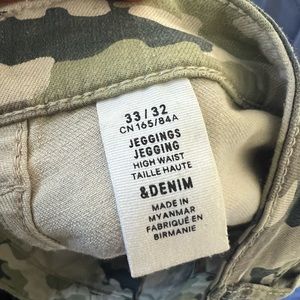 33 / 32
CN 165/84A
JEGGINGS
JEGGING
HIGH WAIST
TAILLE HAUTE
&DENIM
MADE IN
MYANMAR
FABRIQUÉ EN
BIRMANIE